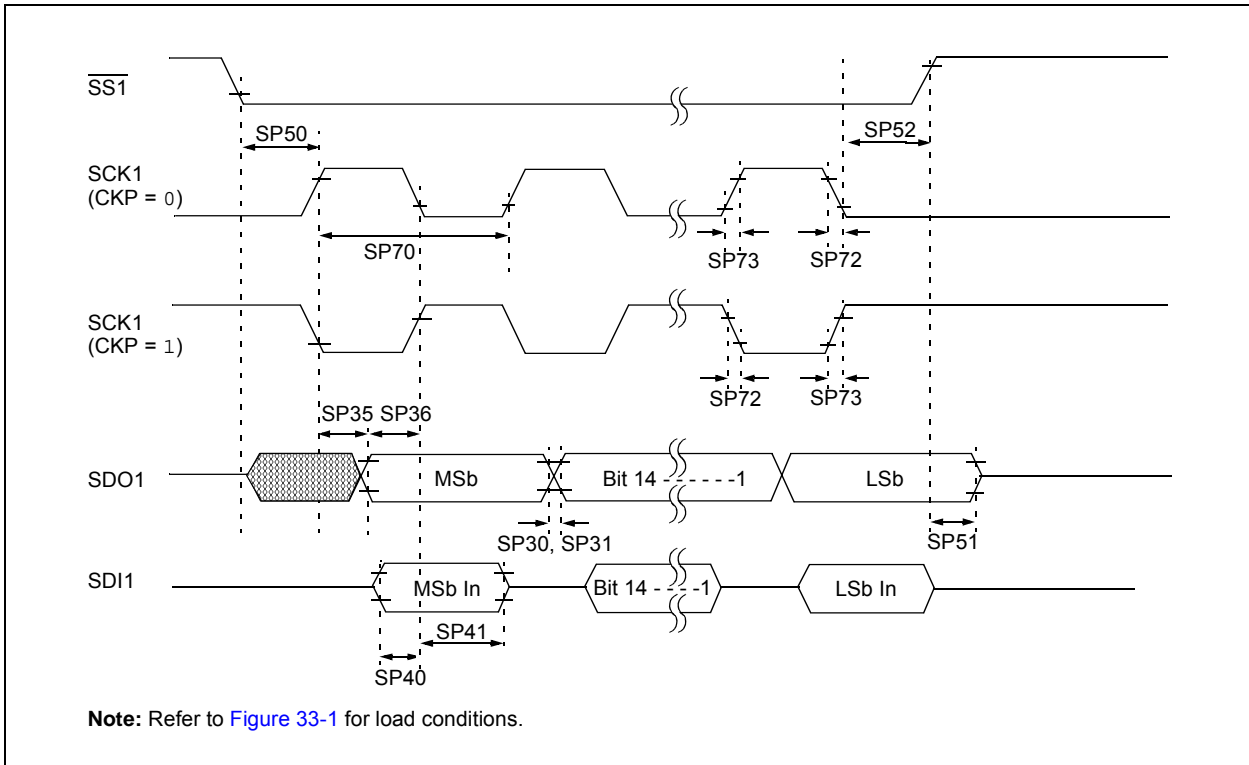 SS1
SP50
SP52
SCK1
(CKP = 0)
SP70
SP73
SP72
SCK1
(CKP = 1)
SP72
SP73
SP35
SP36
SDO1
MSb
Bit 14 - - - - - -1
LSb
SP30, SP31
SP51
SDI1
MSb In
Bit 14 - - - -1
LSb In
SP41
SP40
Note: Refer to Figure 33-1 for load conditions.